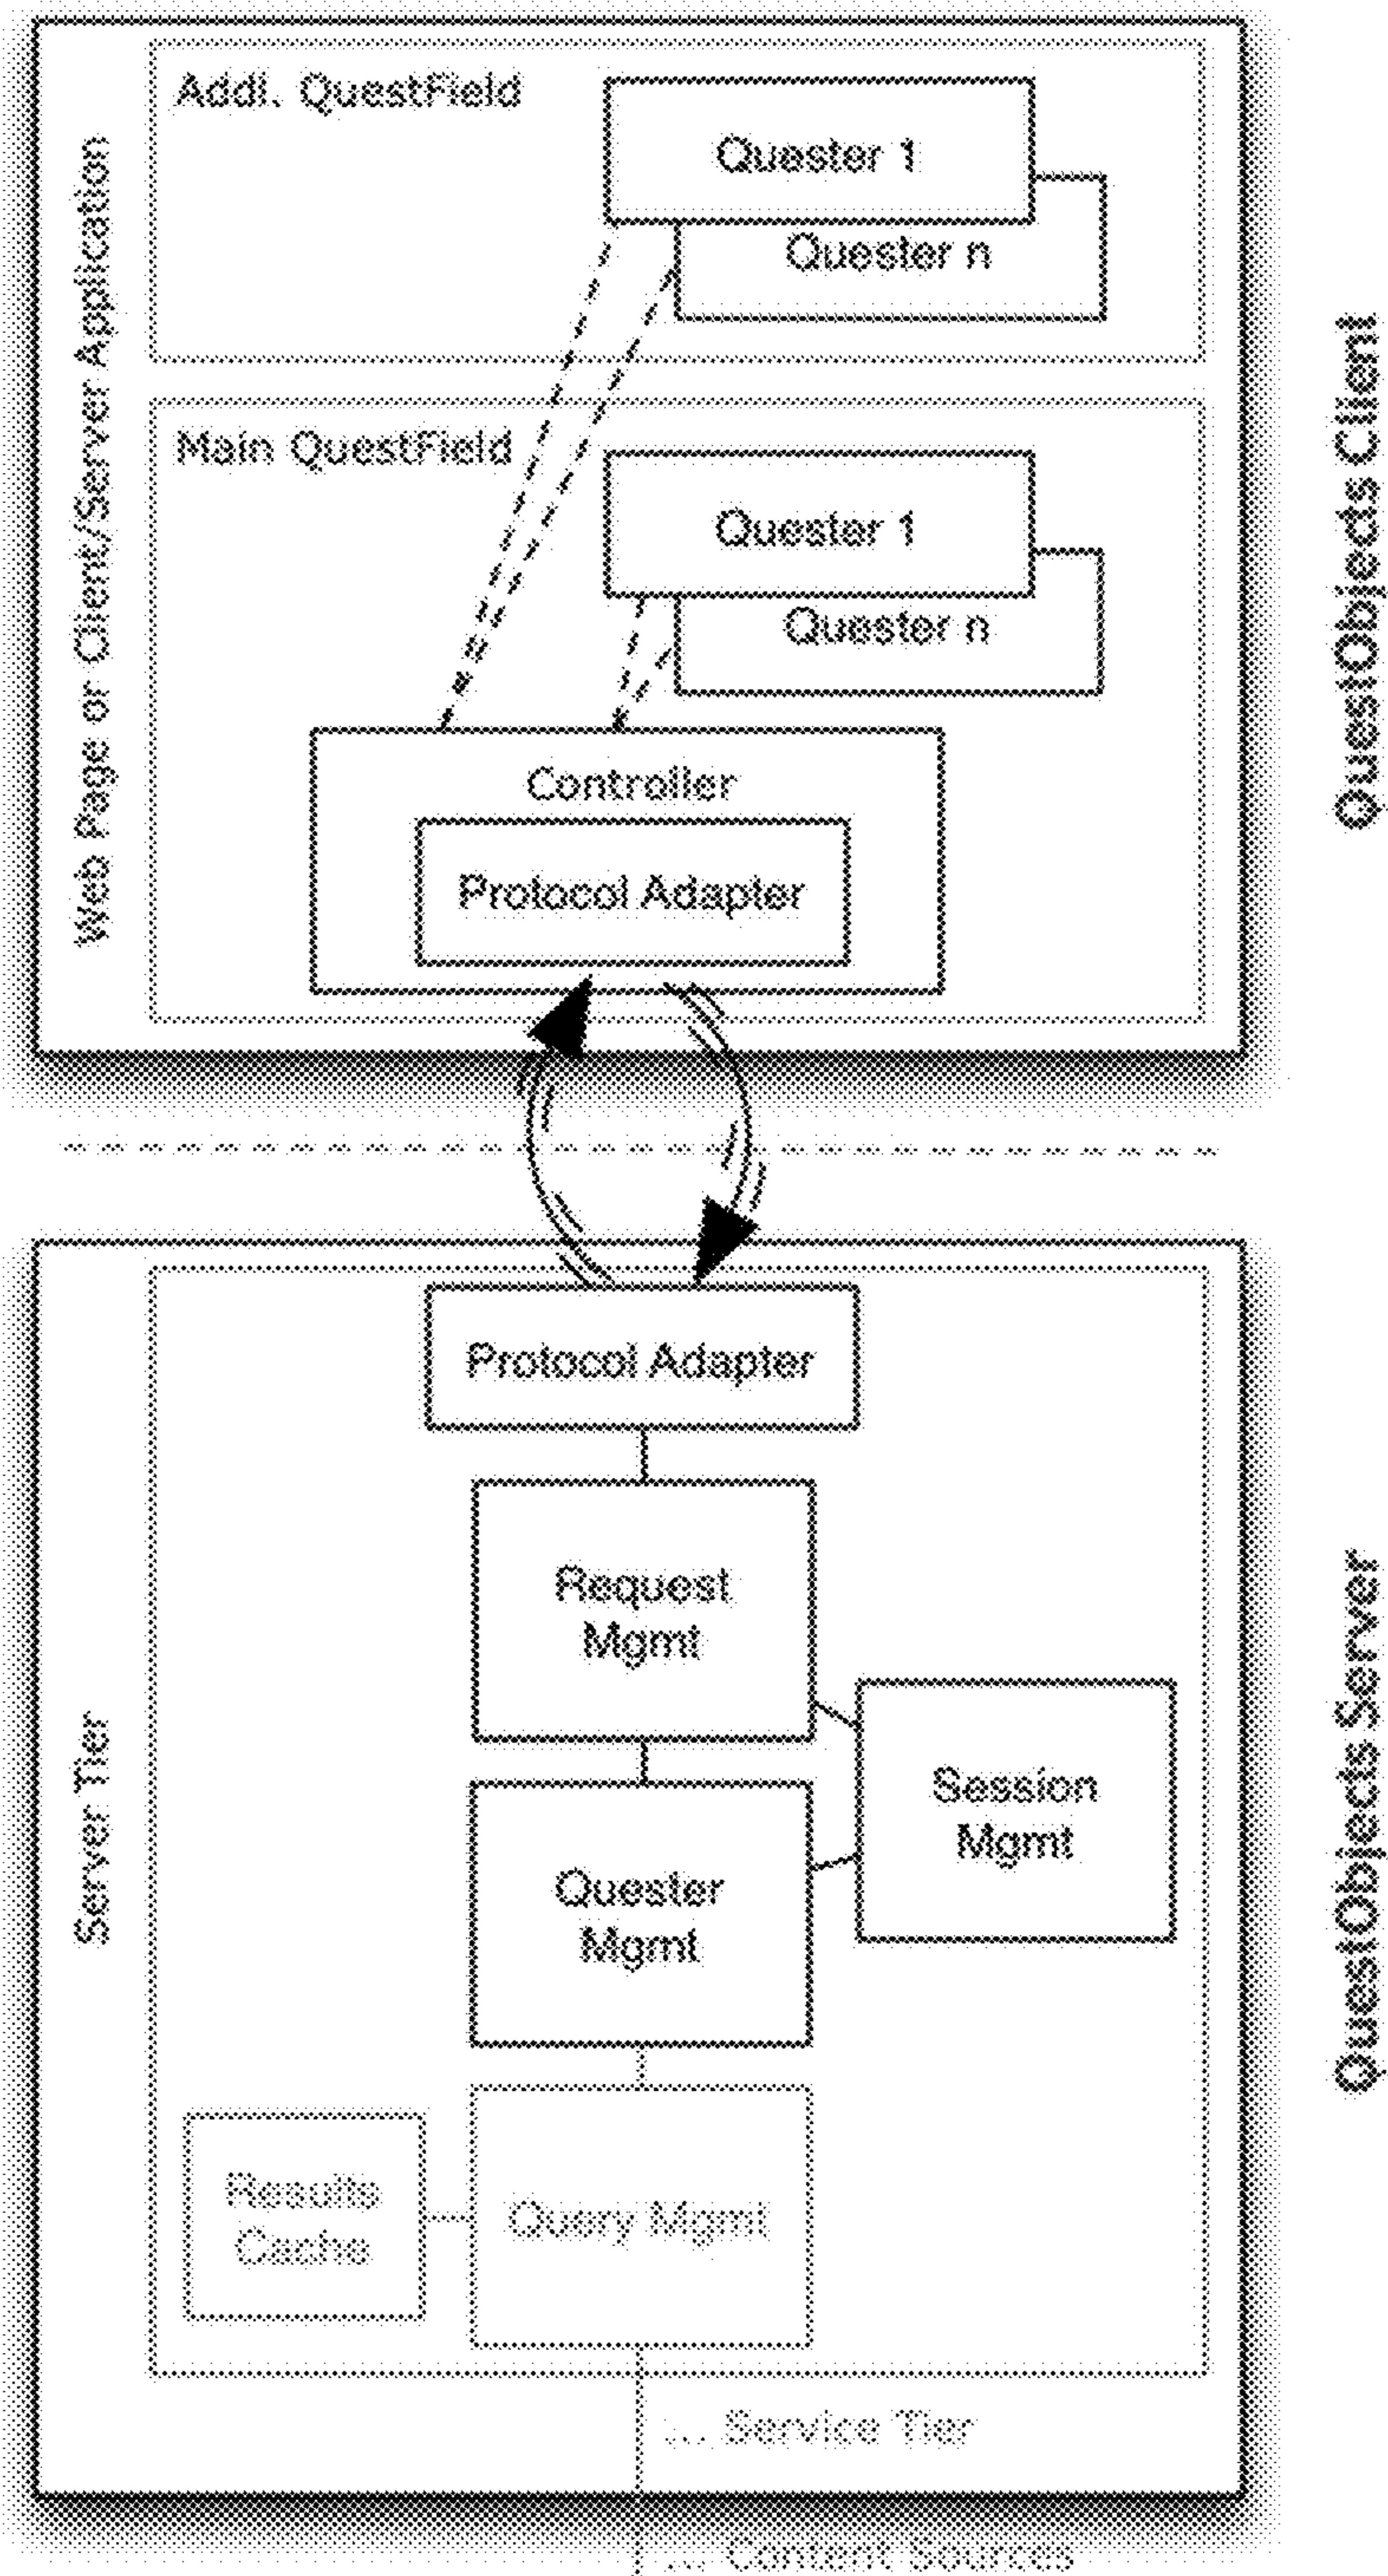 Addl. QuestField
Quester 1
Quester n
Web Page or Client/Server Application
Main QuestField
Quester 1
Quester n
Controller
Protocol Adapter
QuestObjects Client
Protocol Adapter
Request
Mgmt
Session
Mgmt
Quester
Mgmt
Server Tier
Results
Cache
Query Mgmt
QuestObjects Server
... Service Tier
... Content Sources